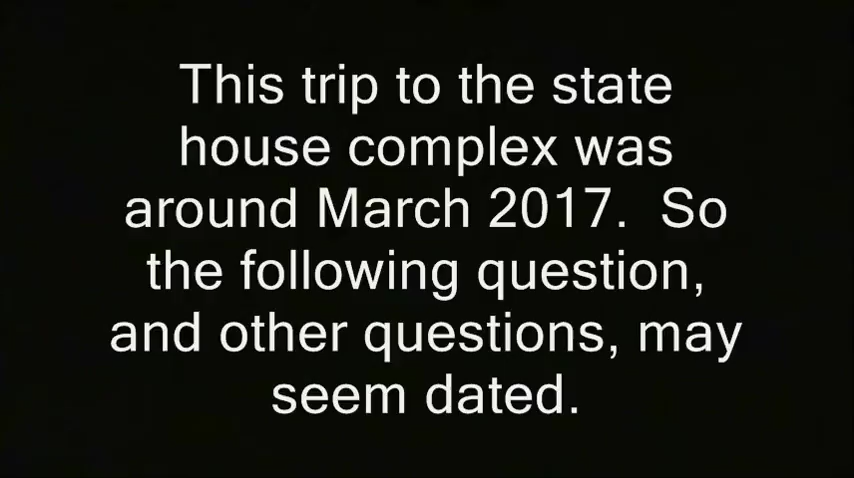 This trip to the state
house complex was
around March 2017.  So
the following question,
and other questions, may
seem dated.